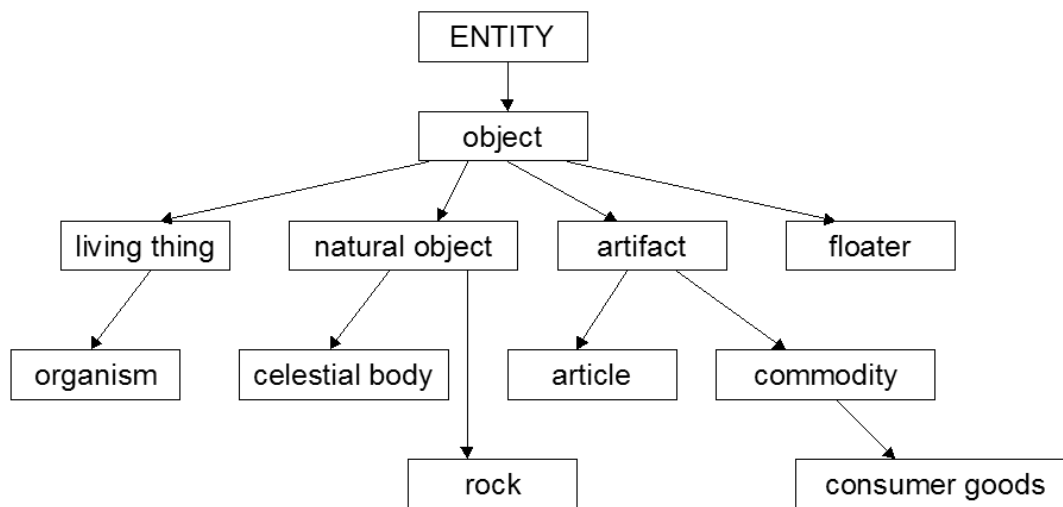 ENTITY
object
living thing
natural object
artifact
floater
organism
celestial body
article
commodity
rock
consumer goods